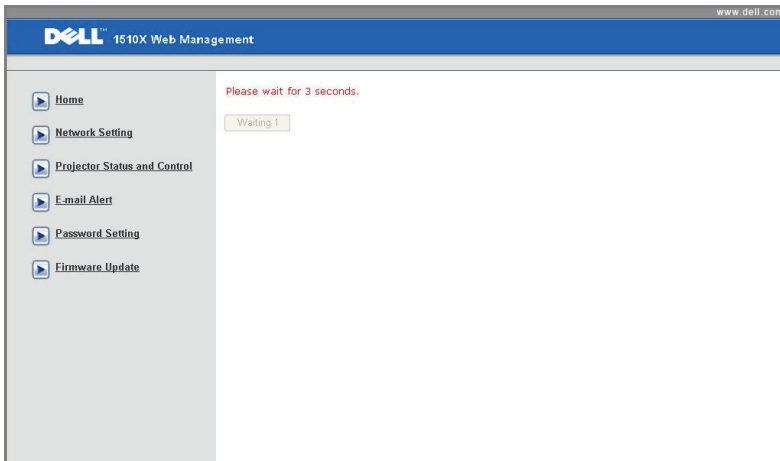 www.dell.com
DELL™ 1510X Web Management
Home
Network Setting
Projector Status and Control
E-mail Alert
Password Setting
Firmware Update
Please wait for 3 seconds.
Waiting 1